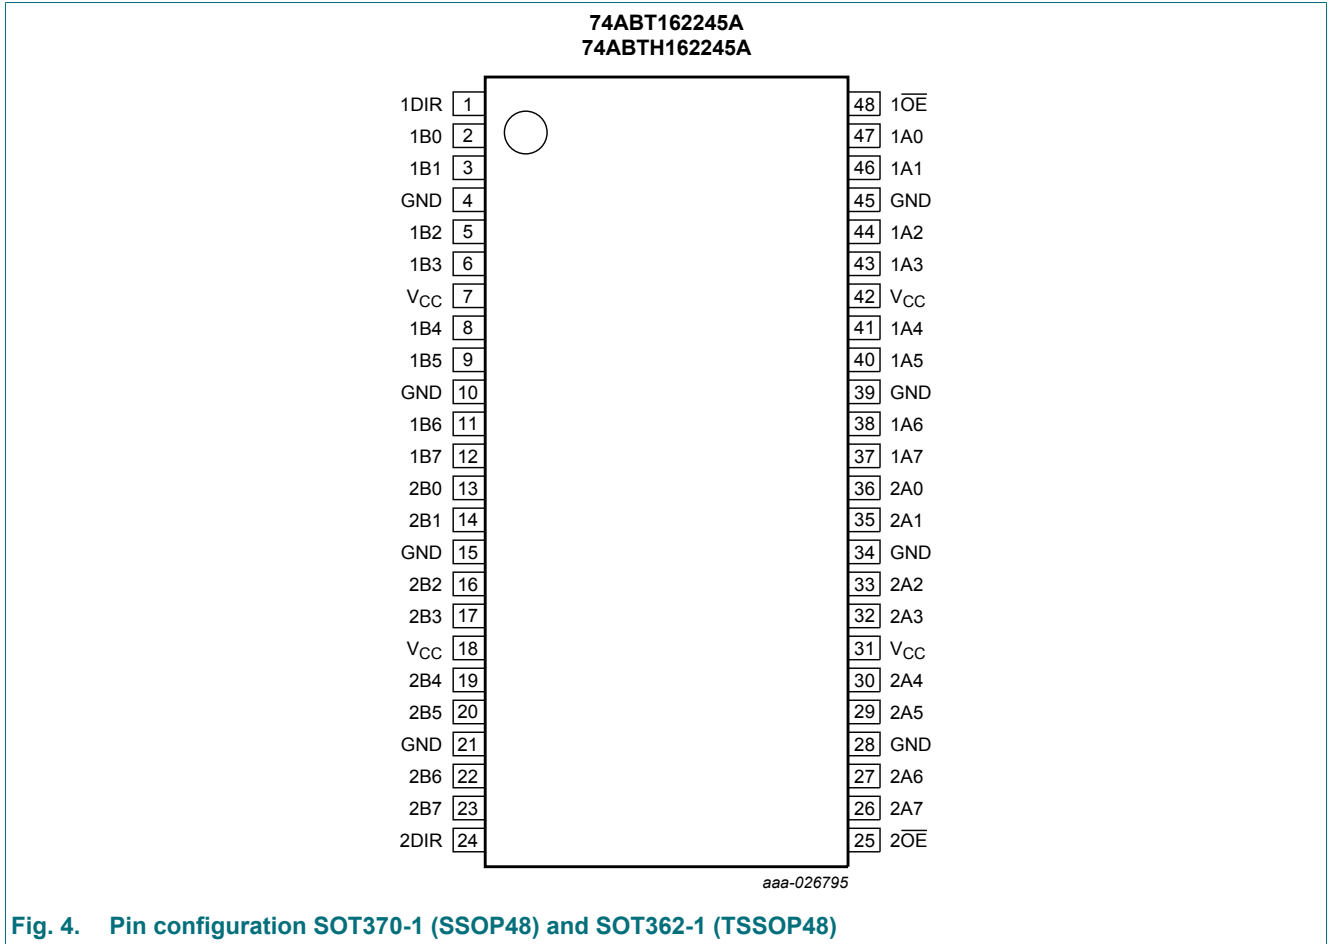 74ABT162245A
74ABTH162245A
1DIR 1 48 1O̅E̅
1B0 2 47 1A0
1B1 3 46 1A1
GND 4 45 GND
1B2 5 44 1A2
1B3 6 43 1A3
VCC 7 42 VCC
1B4 8 41 1A4
1B5 9 40 1A5
GND 10 39 GND
1B6 11 38 1A6
1B7 12 37 1A7
2B0 13 36 2A0
2B1 14 35 2A1
GND 15 34 GND
2B2 16 33 2A2
2B3 17 32 2A3
VCC 18 31 VCC
2B4 19 30 2A4
2B5 20 29 2A5
GND 21 28 GND
2B6 22 27 2A6
2B7 23 26 2A7
2DIR 24 25 2O̅E̅
aaa-026795
Fig. 4. Pin configuration SOT370-1 (SSOP48) and SOT362-1 (TSSOP48)